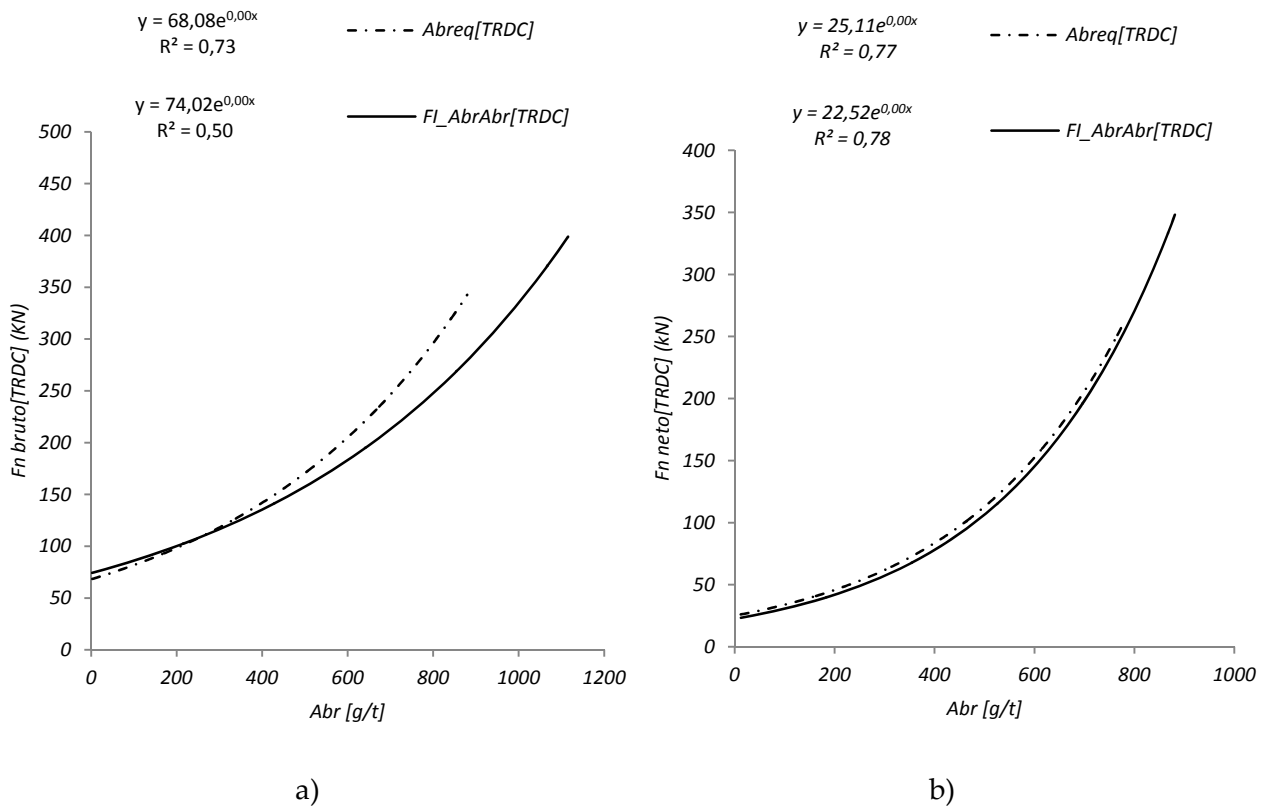 y = 68,08e^0,00x
R² = 0,73
Abreq[TRDC]
y = 74,02e^0,00x
R² = 0,50
FI_AbrAbr[TRDC]
500
450
400
350
300
250
200
150
100
50
0
Fn bruto[TRDC] (KN)
0 200 400 600 800 1000 1200
Abr [g/t]
a)
y = 25,11e^0,00x
R² = 0,77
Abreq[TRDC]
y = 22,52e^0,00x
R² = 0,78
FI_AbrAbr[TRDC]
400
350
300
250
200
150
100
50
0
Fn neto[TRDC] (kN)
0 200 400 600 800 1000
Abr [g/t]
b)